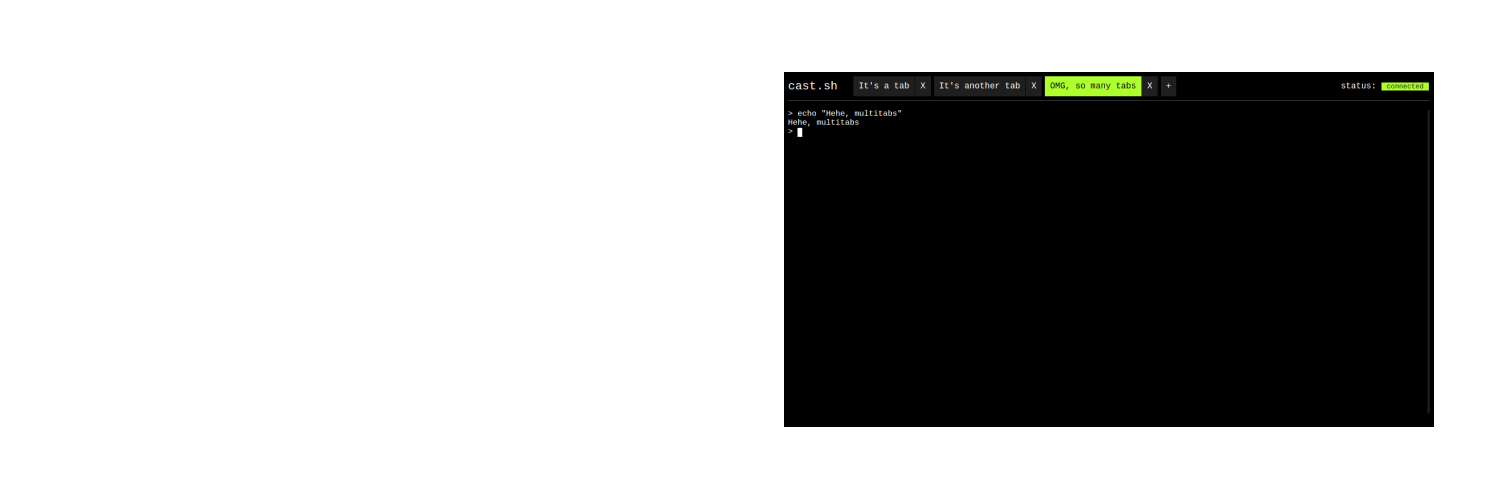 cast.sh It's a tab X It's another tab X OMG, so many tabs X + status: connected
> echo "Hehe, multitabs"
Hehe, multitabs
>